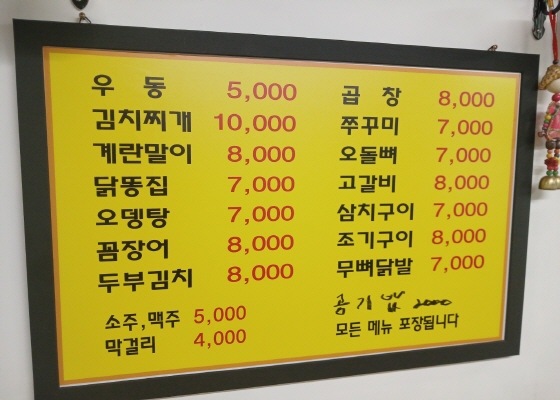 우 동 5,000
김치찌개 10,000
계란말이 8,000
닭똥집 7,000
오뎅탕 7,000
꼼장어 8,000
두부김치 8,000
소주,맥주 5,000
막걸리 4,000
곱 창 8,000
쭈꾸미 7,000
오돌뼈 7,000
고갈비 8,000
삼치구이 7,000
조기구이 8,000
무뼈닭발 7,000
공기밥 2000
모든 메뉴 포장됩니다